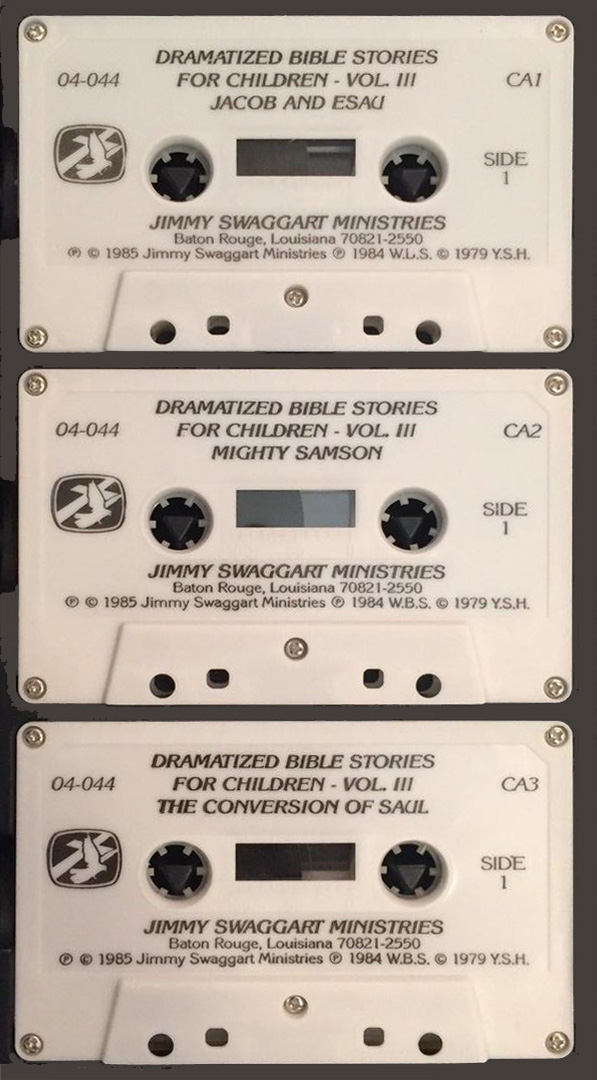 DRAMATIZED BIBLE STORIES
04-044 FOR CHILDREN - VOL. III CA1
JACOB AND ESAU
SIDE
1
JIMMY SWAGGART MINISTRIES
Baton Rouge, Louisiana 70821-2550
℗ © 1985 Jimmy Swaggart Ministries ℗ 1984 W.L.S. © 1979 Y.S.H.
DRAMATIZED BIBLE STORIES
04-044 FOR CHILDREN - VOL. III CA2
MIGHTY SAMSON
SIDE
1
JIMMY SWAGGART MINISTRIES
Baton Rouge, Louisiana 70821-2550
℗ © 1985 Jimmy Swaggart Ministries ℗ 1984 W.B.S. © 1979 Y.S.H.
DRAMATIZED BIBLE STORIES
04-044 FOR CHILDREN - VOL. III CA3
THE CONVERSION OF SAUL
SIDE
1
JIMMY SWAGGART MINISTRIES
Baton Rouge, Louisiana 70821-2550
℗ © 1985 Jimmy Swaggart Ministries ℗ 1984 W.B.S. © 1979 Y.S.H.